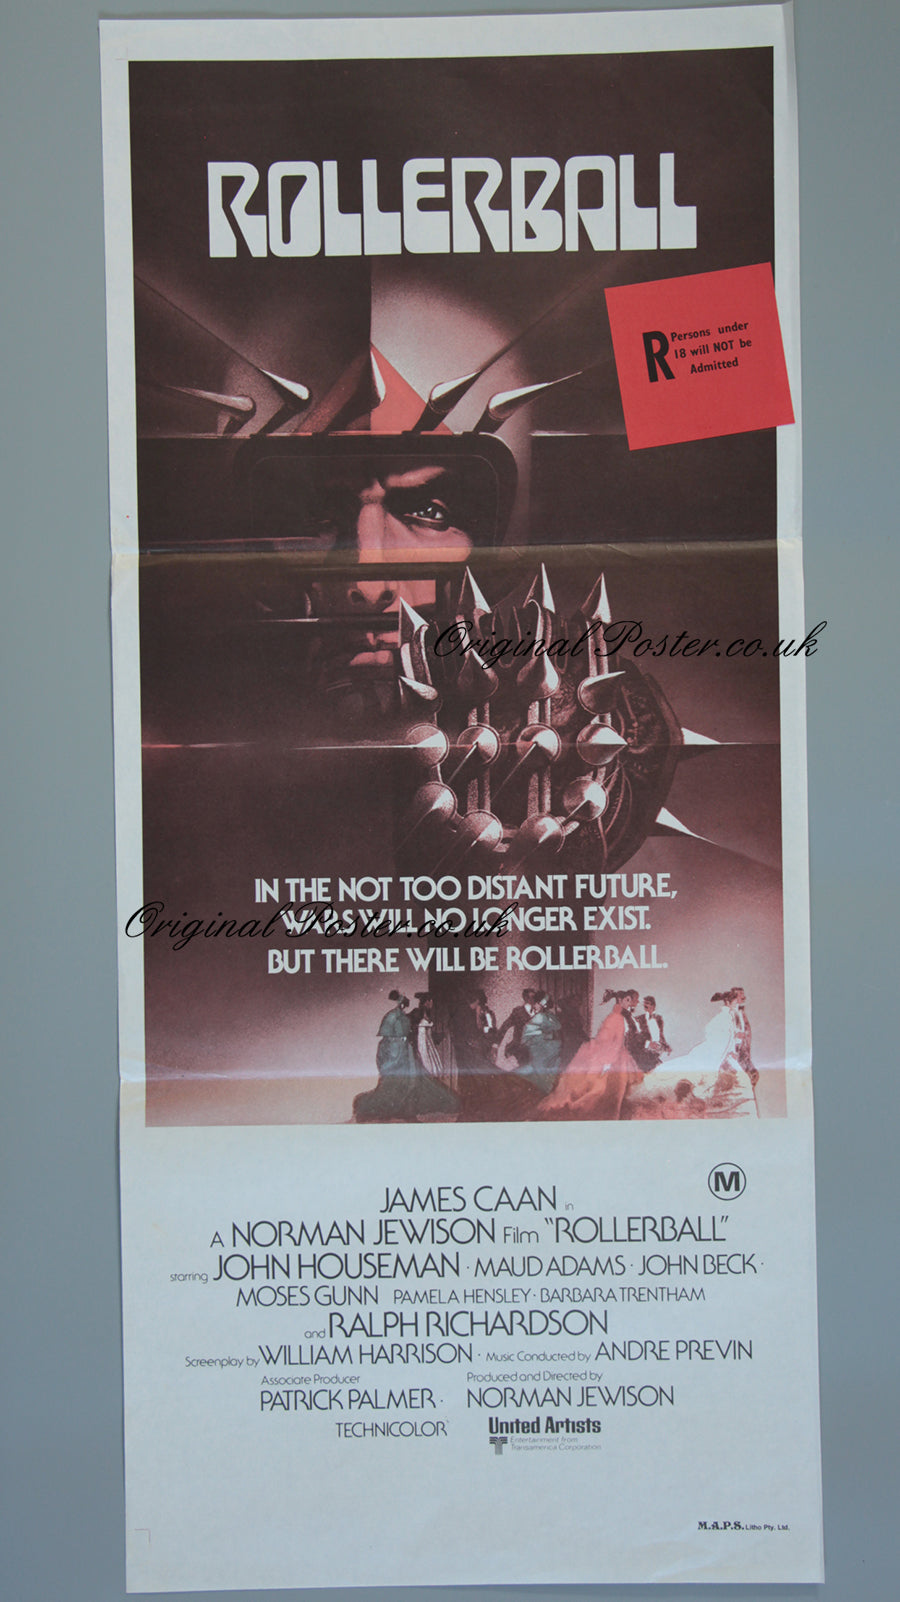 ROLLERBALL
R Persons under
18 will NOT be
Admitted
Original Poster.co.uk
IN THE NOT TOO DISTANT FUTURE,
WARS WILL NO LONGER EXIST.
Original Poster.co.uk
BUT THERE WILL BE ROLLERBALL.
M
JAMES CAAN in
A NORMAN JEWISON Film "ROLLERBALL"
starring JOHN HOUSEMAN · MAUD ADAMS · JOHN BECK ·
MOSES GUNN PAMELA HENSLEY · BARBARA TRENTHAM
and RALPH RICHARDSON
Screenplay by WILLIAM HARRISON · Music Conducted by ANDRE PREVIN
Associate Producer Produced and Directed by
PATRICK PALMER · NORMAN JEWISON
TECHNICOLOR® United Artists
T Entertainment from
Transamerica Corporation
M.A.P.S. Litho Pty. Ltd.